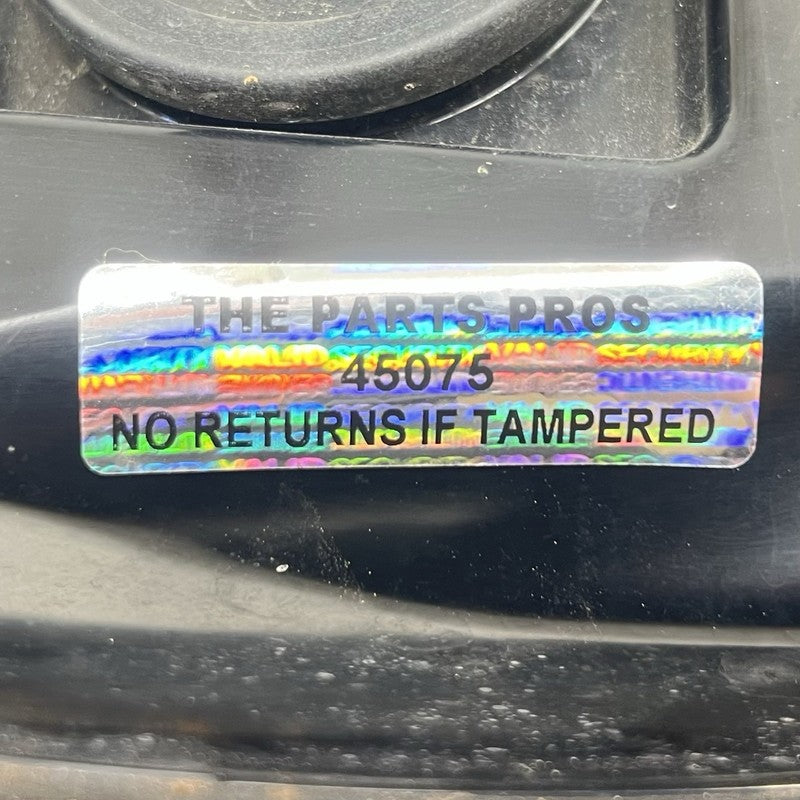 THE PARTS PROS
45075
NO RETURNS IF TAMPERED